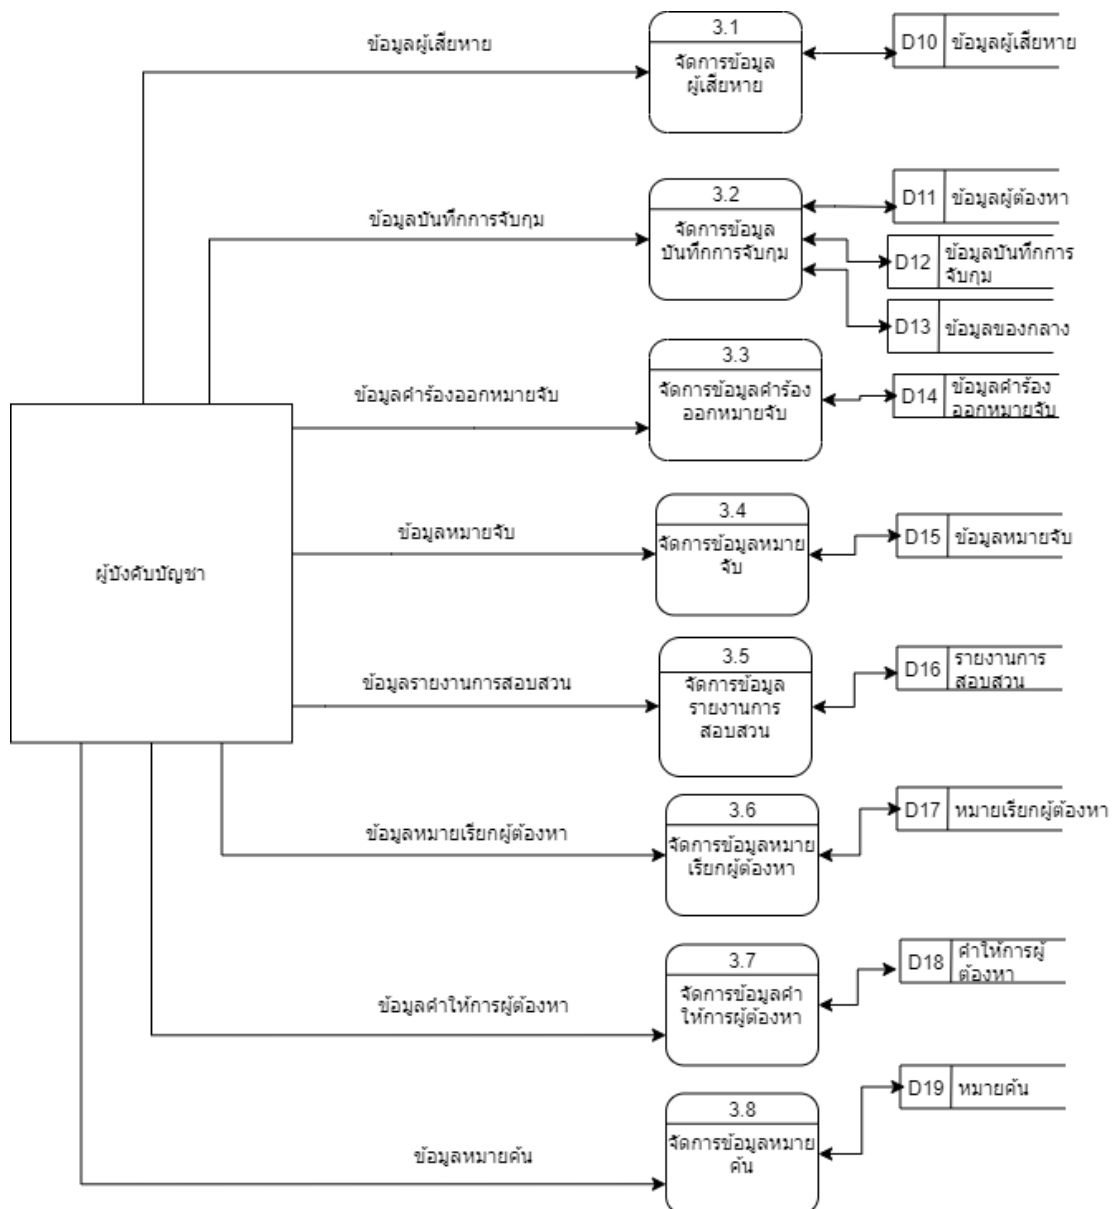 ข้อมูลผู้เสียหาย
3.1
จัดการข้อมูล
ผู้เสียหาย
D10
ข้อมูลผู้เสียหาย
ข้อมูลบันทึกการจับกุม
3.2
จัดการข้อมูล
บันทึกการจับกุม
D11
ข้อมูลผู้ต้องหา
D12
ข้อมูลบันทึกการ
จับกุม
D13
ข้อมูลของกลาง
ข้อมูลคำร้องออกหมายจับ
3.3
จัดการข้อมูลคำร้อง
ออกหมายจับ
D14
ข้อมูลคำร้อง
ออกหมายจับ
ผู้บังคับบัญชา
ข้อมูลหมายจับ
3.4
จัดการข้อมูลหมาย
จับ
D15
ข้อมูลหมายจับ
ข้อมูลรายงานการสอบสวน
3.5
จัดการข้อมูล
รายงานการ
สอบสวน
D16
รายงานการ
สอบสวน
ข้อมูลหมายเรียกผู้ต้องหา
3.6
จัดการข้อมูลหมาย
เรียกผู้ต้องหา
D17
หมายเรียกผู้ต้องหา
ข้อมูลคำให้การผู้ต้องหา
3.7
จัดการข้อมูลคำ
ให้การผู้ต้องหา
D18
คำให้การผู้
ต้องหา
ข้อมูลหมายค้น
3.8
จัดการข้อมูลหมาย
ค้น
D19
หมายค้น